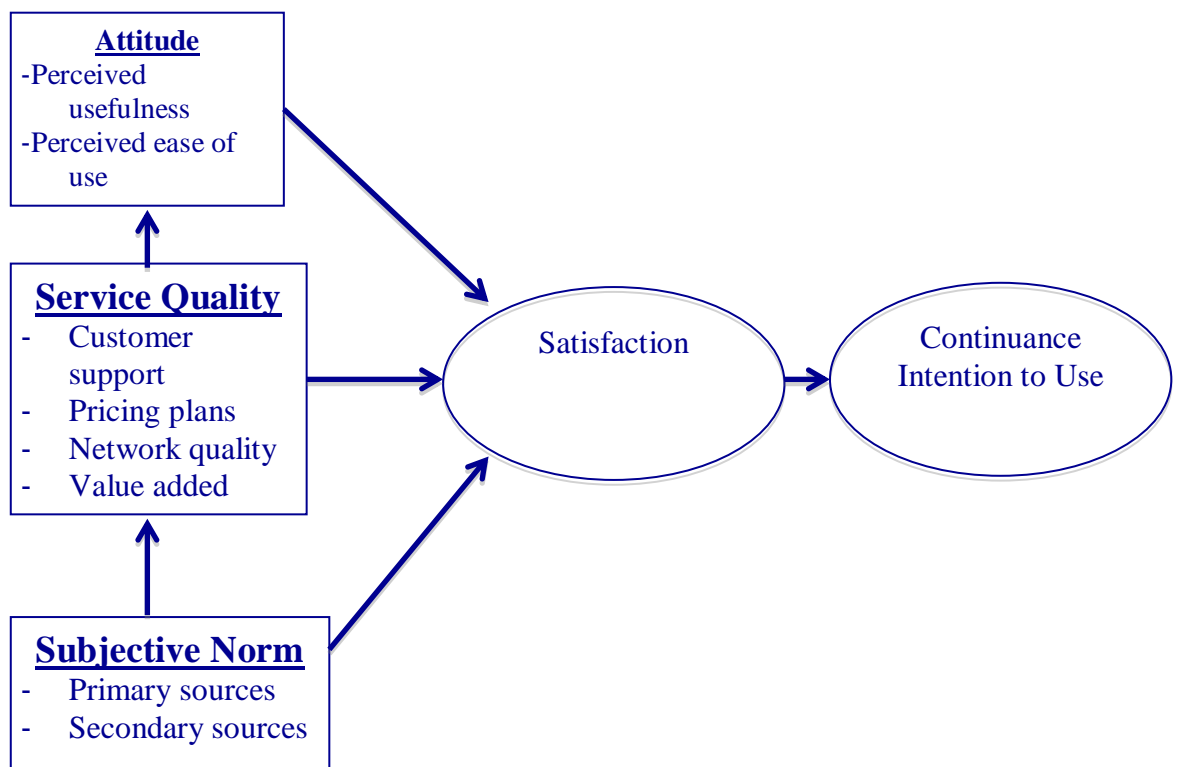 Attitude
-Perceived
usefulness
-Perceived ease of
use
Service Quality
- Customer
support
- Pricing plans
- Network quality
- Value added
Subjective Norm
- Primary sources
- Secondary sources
Satisfaction
Continuance
Intention to Use